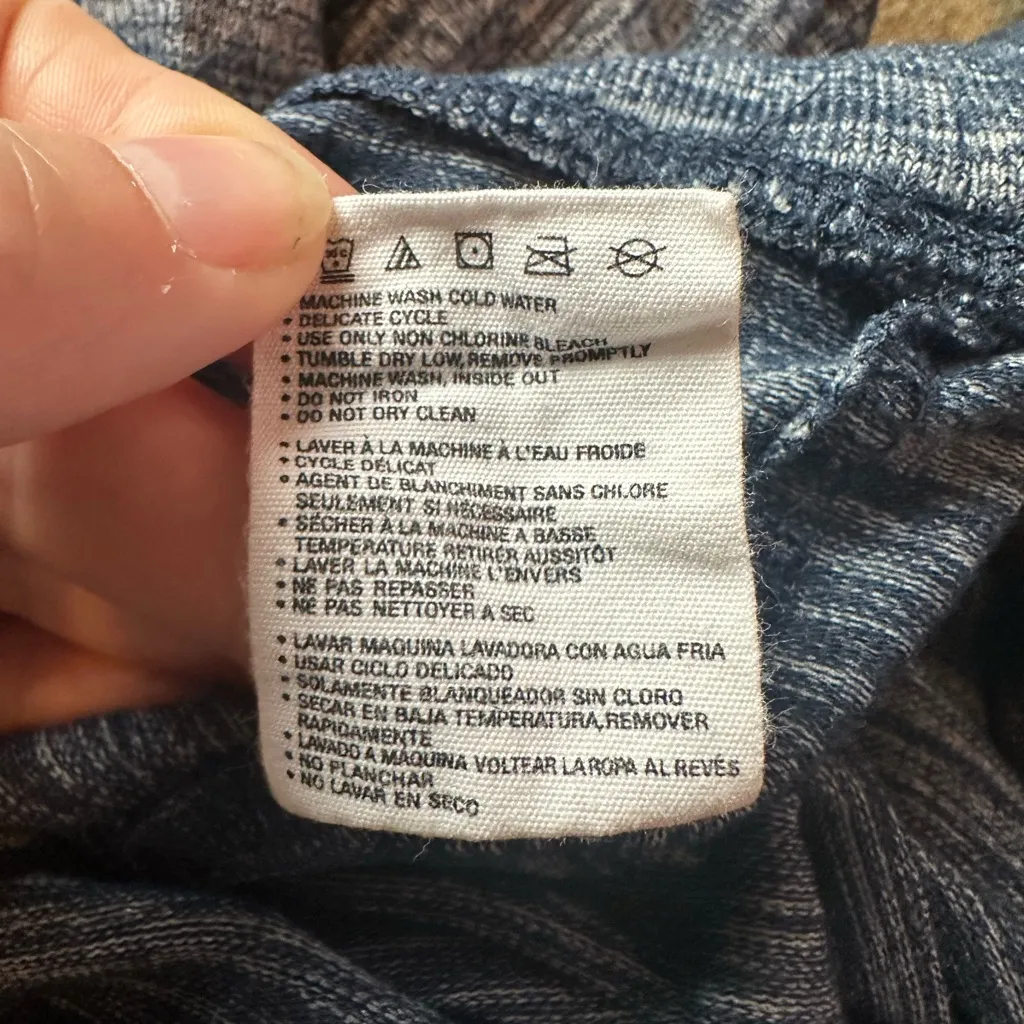 • MACHINE WASH COLD WATER
• DELICATE CYCLE
• USE ONLY NON CHLORINE BLEACH
• TUMBLE DRY LOW, REMOVE PROMPTLY
• MACHINE WASH, INSIDE OUT
• DO NOT IRON
• DO NOT DRY CLEAN
• LAVER À LA MACHINE À L'EAU FROIDE
• CYCLE DÉLICAT
• AGENT DE BLANCHIMENT SANS CHLORE
SEULEMENT SI NÉCESSAIRE
• SÉCHER À LA MACHINE A BASSE
TEMPÉRATURE RETIRER AUSSITÔT
• LAVER LA MACHINE L'ENVERS
• NE PAS REPASSER
• NE PAS NETTOYER A SEC
• LAVAR MAQUINA LAVADORA CON AGUA FRIA
• USAR CICLO DELICADO
• SOLAMENTE BLANQUEADOR SIN CLORO
• SECAR EN BAJA TEMPERATURA, REMOVER
RAPIDAMENTE
• LAVADO A MÁQUINA VOLTEAR LA ROPA AL REVÉS
• NO PLANCHAR
• NO LAVAR EN SECO